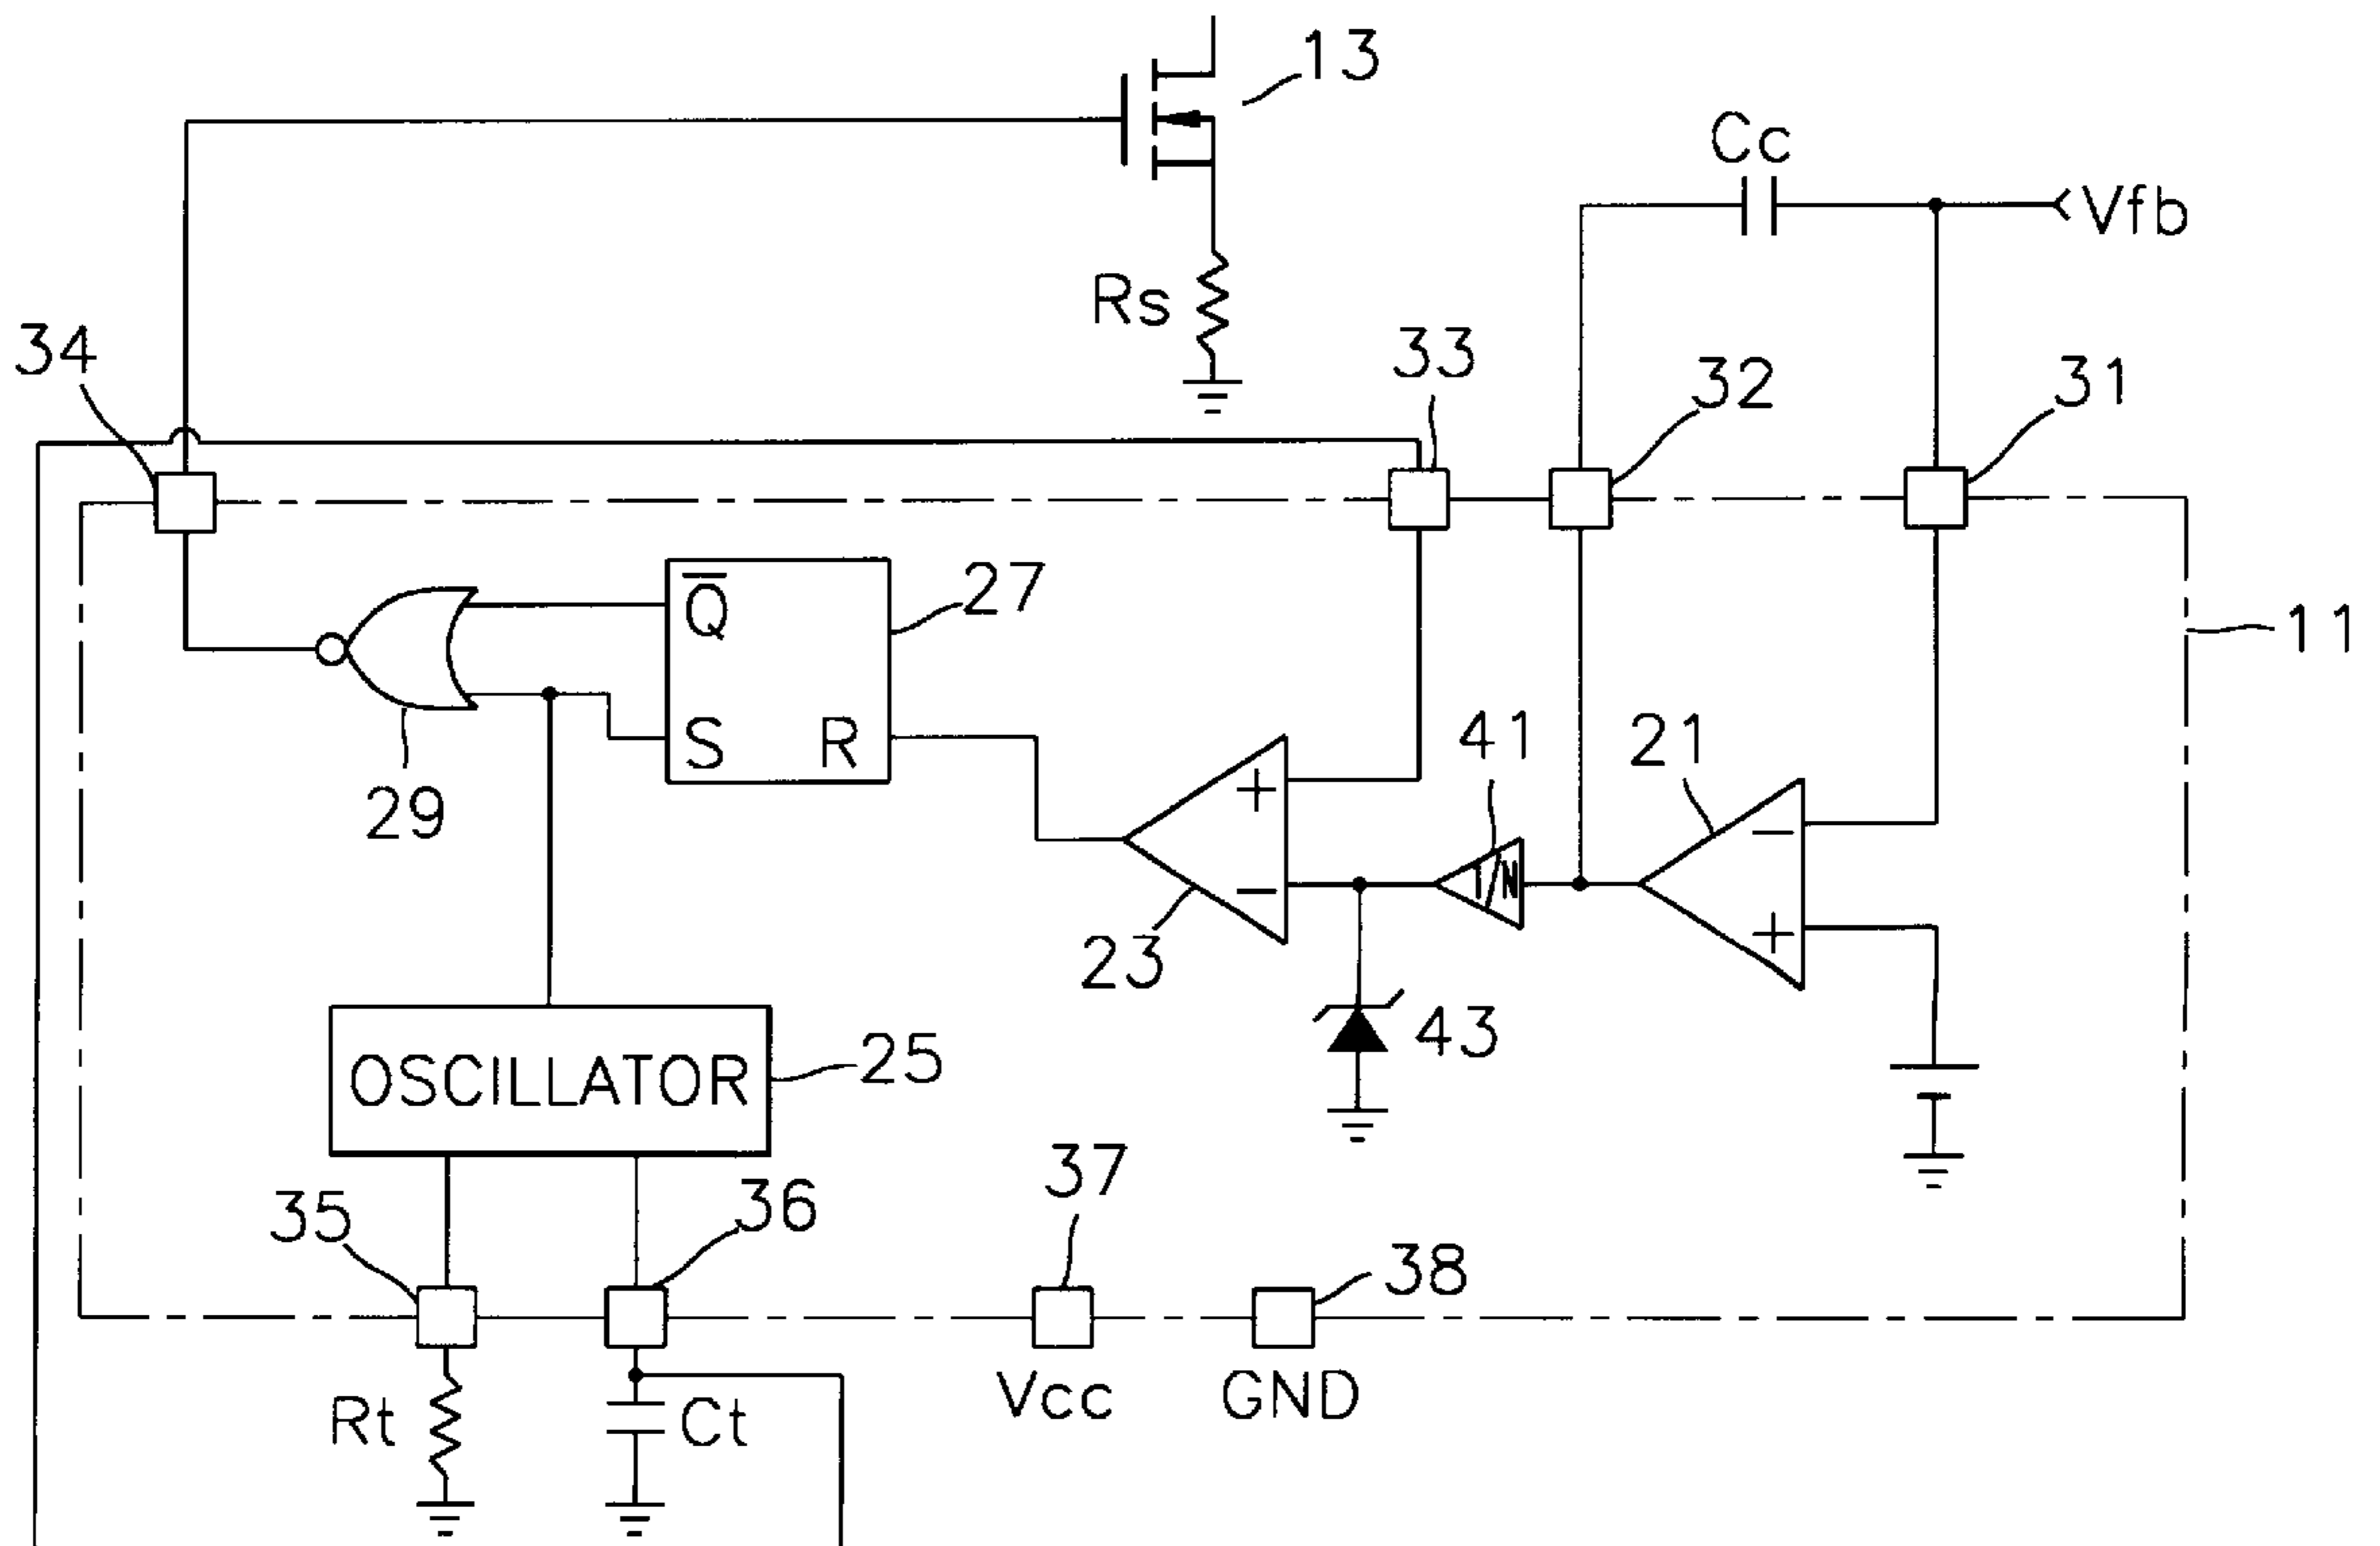 13
Cc
Vfb
Rs
34
33
32
31
Q̅
27
11
S
R
41
21
29
+
−
1/N
−
+
23
43
OSCILLATOR
25
37
35
36
38
Vcc
GND
Rt
Ct